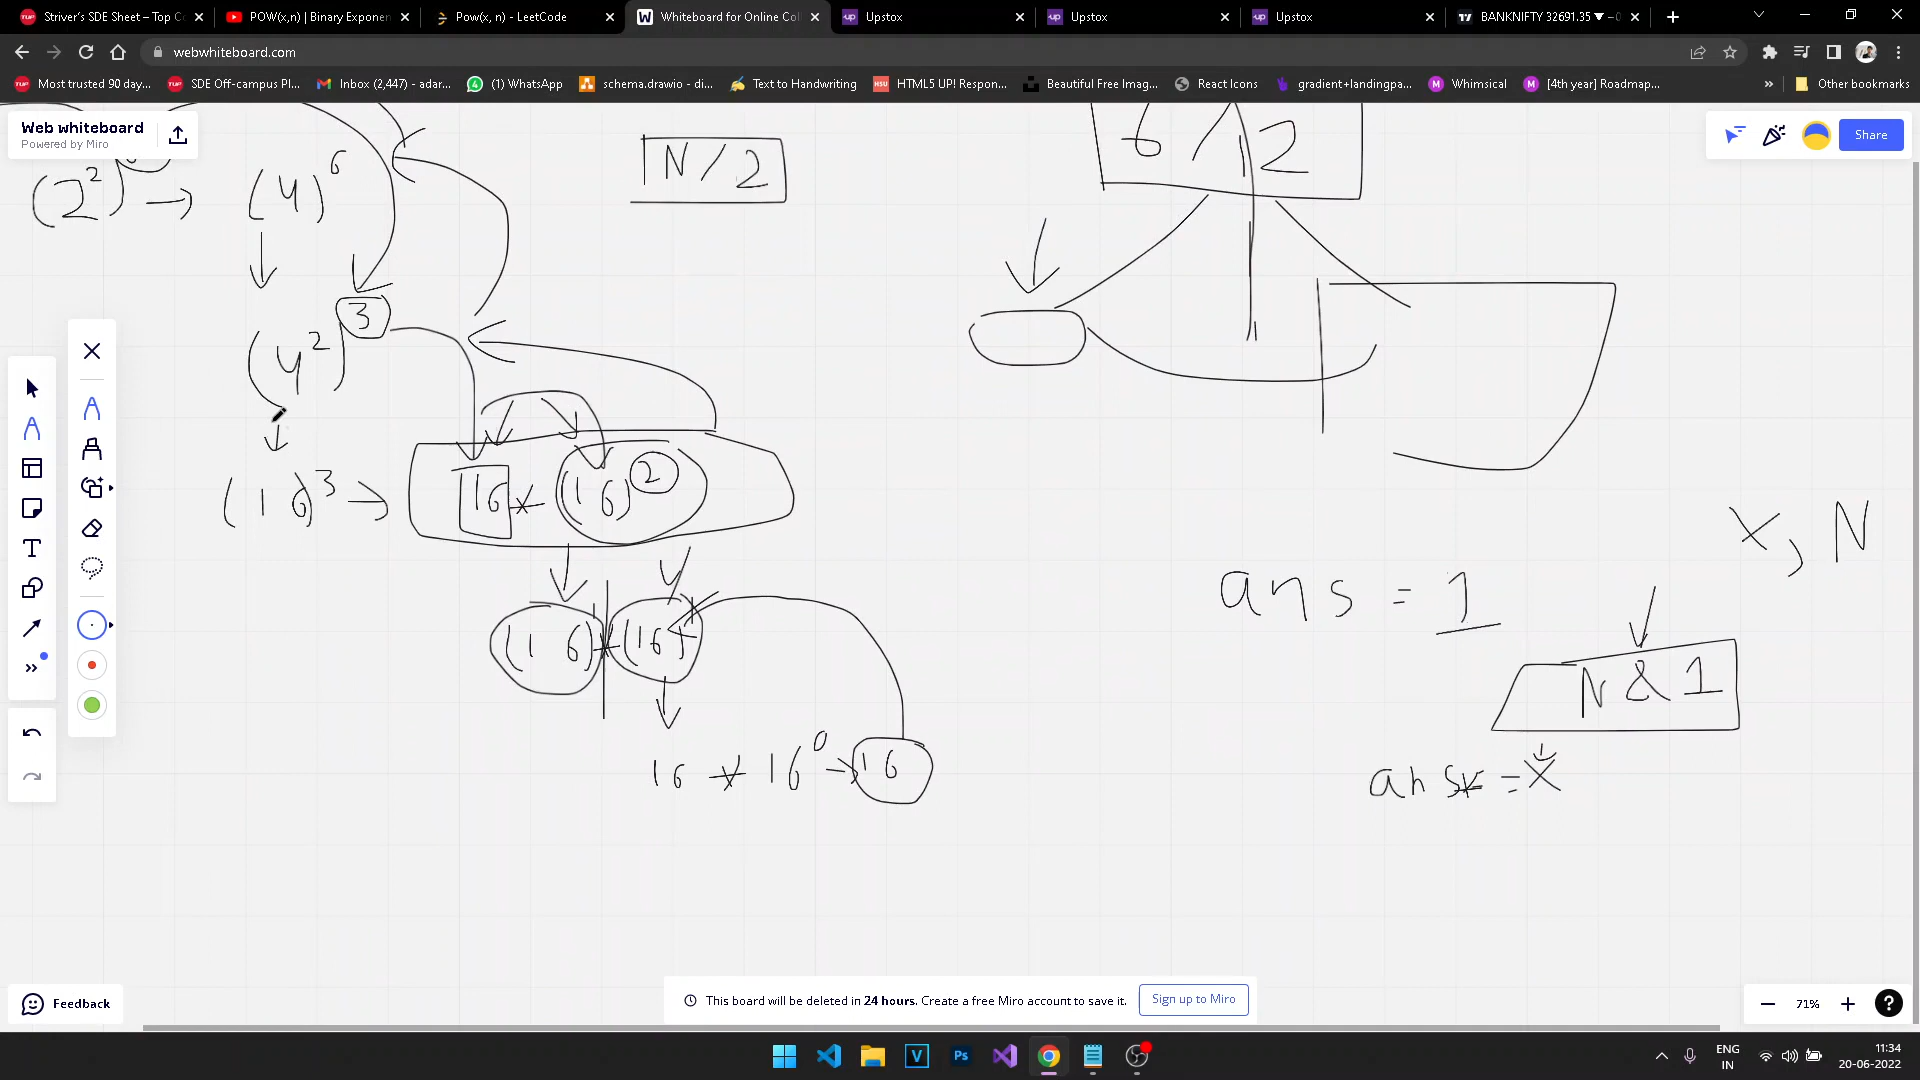 Striver's SDE Sheet – Top C
POW(x,n) | Binary Exponen
Pow(x, n) - LeetCode
Whiteboard for Online Coll
Upstox
Upstox
Upstox
BANKNIFTY 32691.35 ▼ −0
webwhiteboard.com
Most trusted 90 day...
SDE Off-campus Pl...
Inbox (2,447) - adar...
(1) WhatsApp
schema.drawio - di...
Text to Handwriting
HTML5 UP! Respon...
Beautiful Free Imag...
React Icons
gradient+landingpa...
Whimsical
[4th year] Roadmap...
»
Other bookmarks
Web whiteboard
Powered by Miro
Share
N/2
6/2
(2²) → (4)⁶
(4²)³
(16)³ → 16 * (16)²
(16) * (16)
16 * 16⁰ → 16
x, N
ans = 1
N & 1
ans* = x
T
Feedback
This board will be deleted in 24 hours. Create a free Miro account to save it.
Sign up to Miro
71%
?
ENG
IN
11:34
20-06-2022